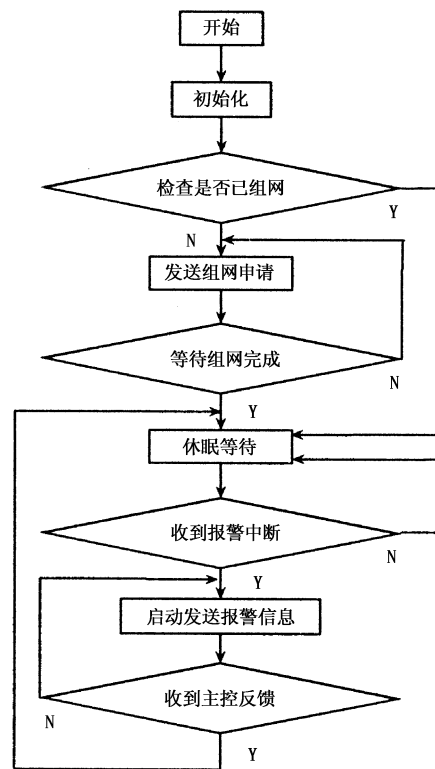 开始
初始化
检查是否已组网
Y
N
发送组网申请
等待组网完成
N
Y
休眠等待
收到报警中断
N
Y
启动发送报警信息
收到主控反馈
N
Y